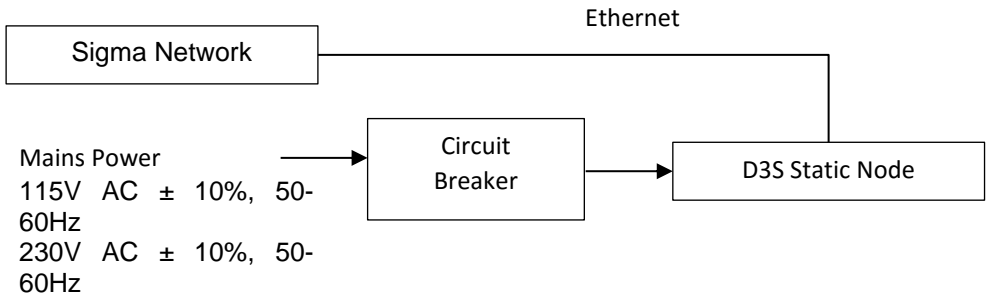 Ethernet
Sigma Network
Circuit
Breaker
D3S Static Node
Mains Power
115V AC ± 10%, 50-
60Hz
230V AC ± 10%, 50-
60Hz